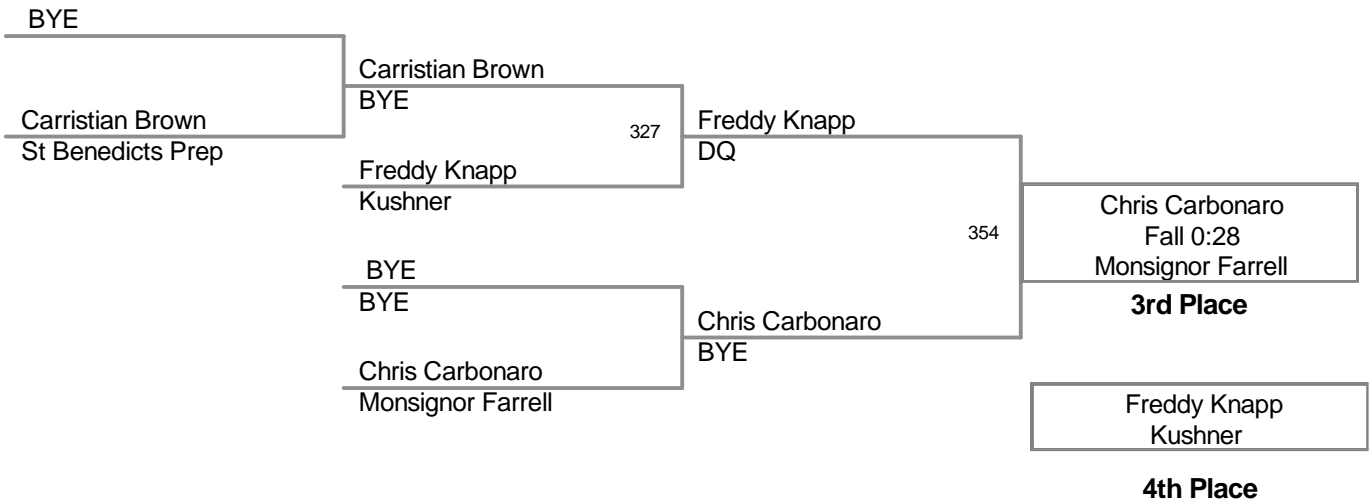 BYE
Carristian Brown
St Benedicts Prep
Carristian Brown
BYE
327
Freddy Knapp
Kushner
Freddy Knapp
DQ
BYE
BYE
Chris Carbonaro
Monsignor Farrell
Chris Carbonaro
BYE
354
Chris Carbonaro
Fall 0:28
Monsignor Farrell
3rd Place
Freddy Knapp
Kushner
4th Place